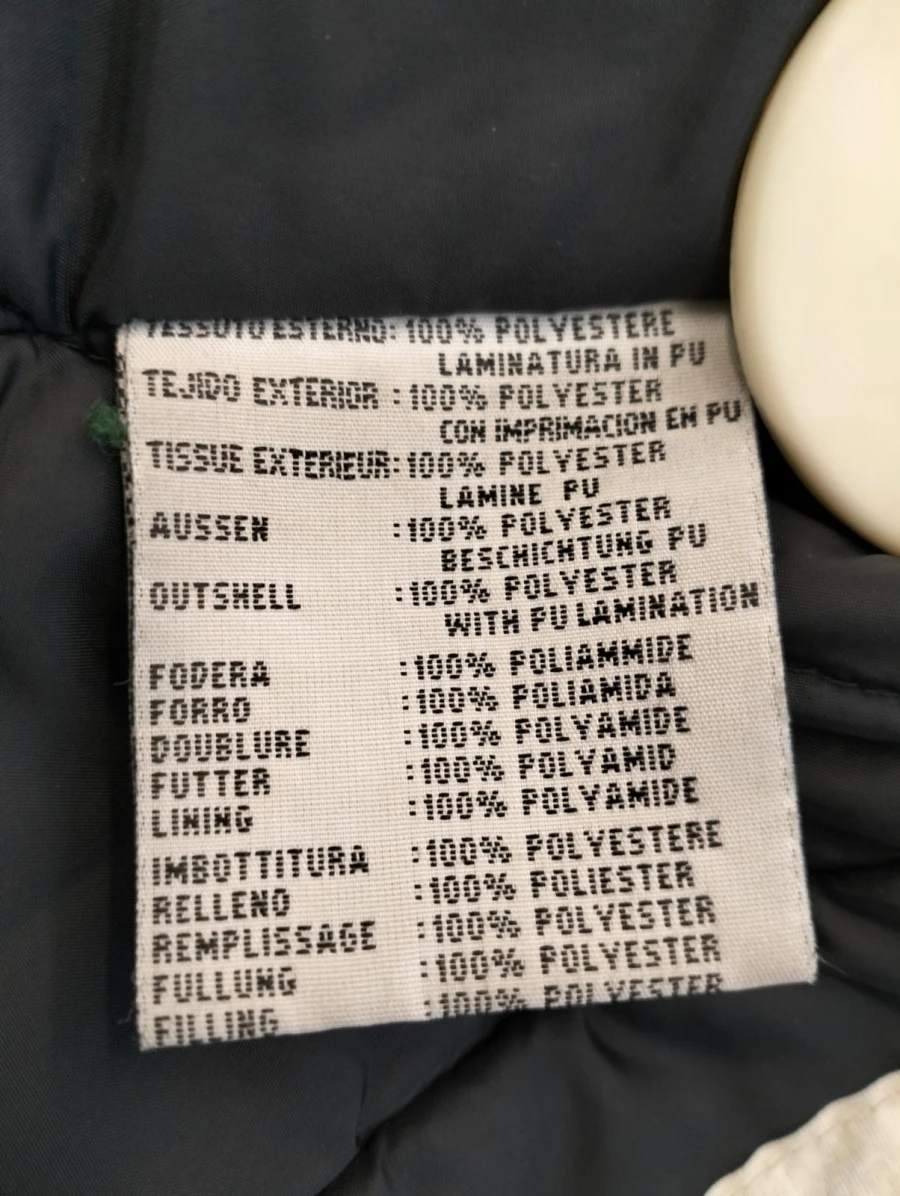 TESSUTO ESTERNO: 100% POLYESTERE
LAMINATURA IN PU
TEJIDO EXTERIOR : 100% POLYESTER
CON IMPRIMACION EN PU
TISSUE EXTERIEUR: 100% POLYESTER
LAMINE PU
AUSSEN : 100% POLYESTER
BESCHICHTUNG PU
OUTSHELL : 100% POLYESTER
WITH PU LAMINATION
FODERA : 100% POLIAMMIDE
FORRO : 100% POLIAMIDA
DOUBLURE : 100% POLYAMIDE
FUTTER : 100% POLYAMID
LINING : 100% POLYAMIDE
IMBOTTITURA : 100% POLYESTERE
RELLENO : 100% POLIESTER
REMPLISSAGE : 100% POLYESTER
FULLUNG : 100% POLYESTER
FILLING : 100% POLYESTER